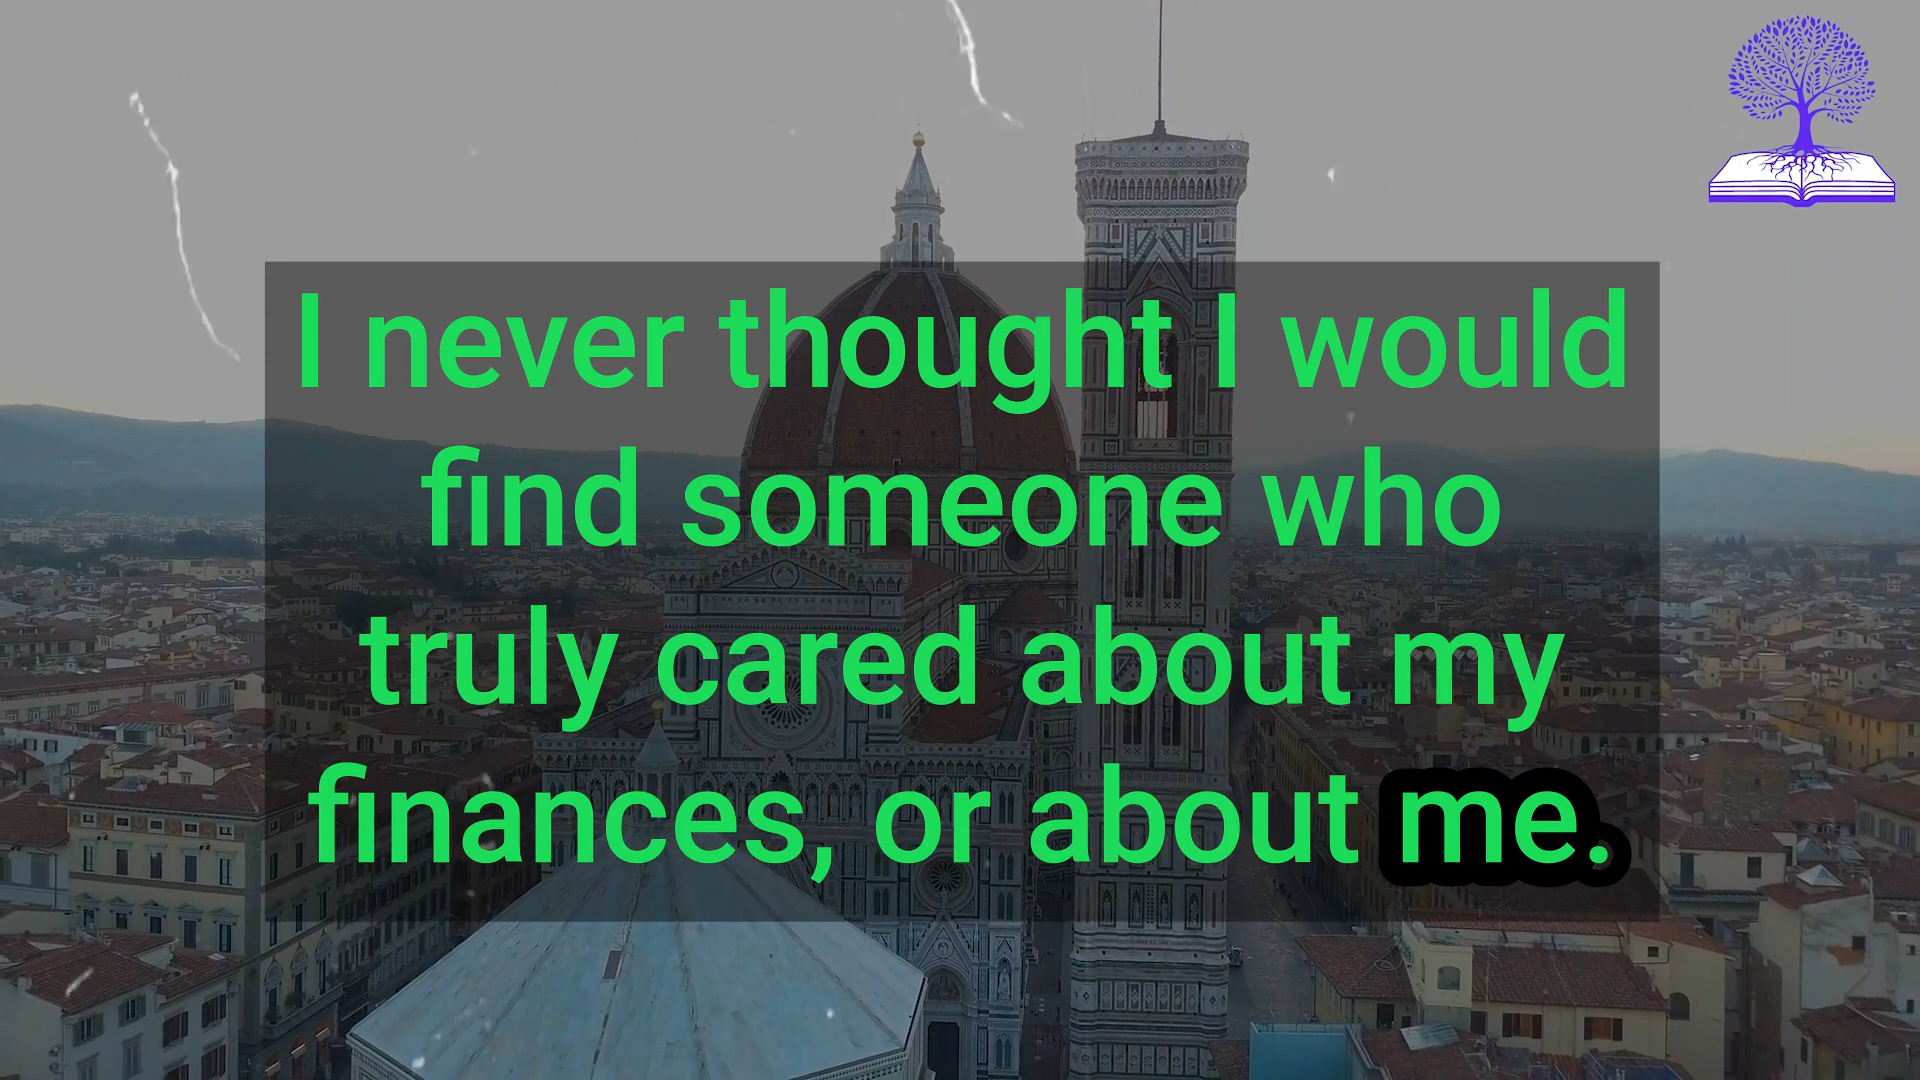 I never thought I would
find someone who
truly cared about my
finances, or about me.